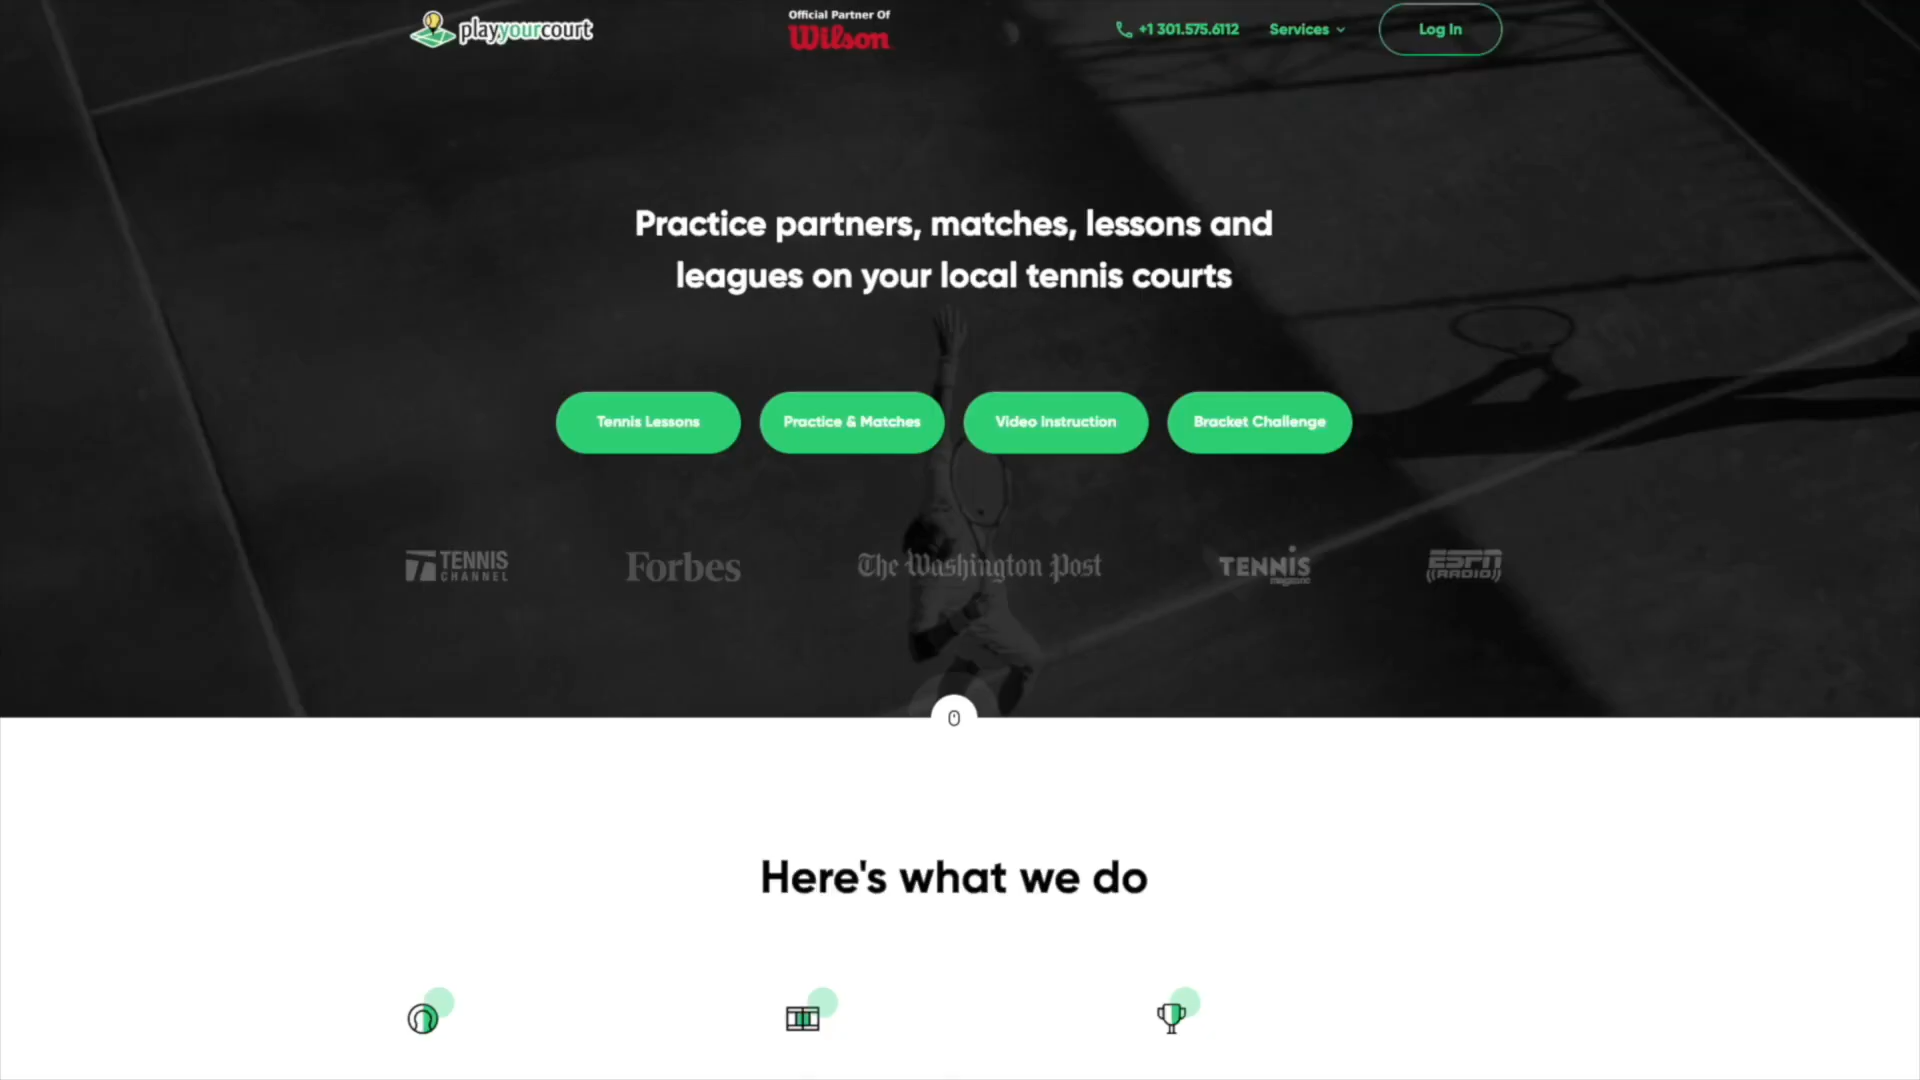 playyourcourt
Official Partner Of
Wilson
+1 301.575.6112
Services
Log In
Practice partners, matches, lessons and
leagues on your local tennis courts
Tennis Lessons
Practice & Matches
Video Instruction
Bracket Challenge
TENNIS
CHANNEL
Forbes
The Washington Post
TENNIS
magazine
ESPN
RADIO
Here's what we do